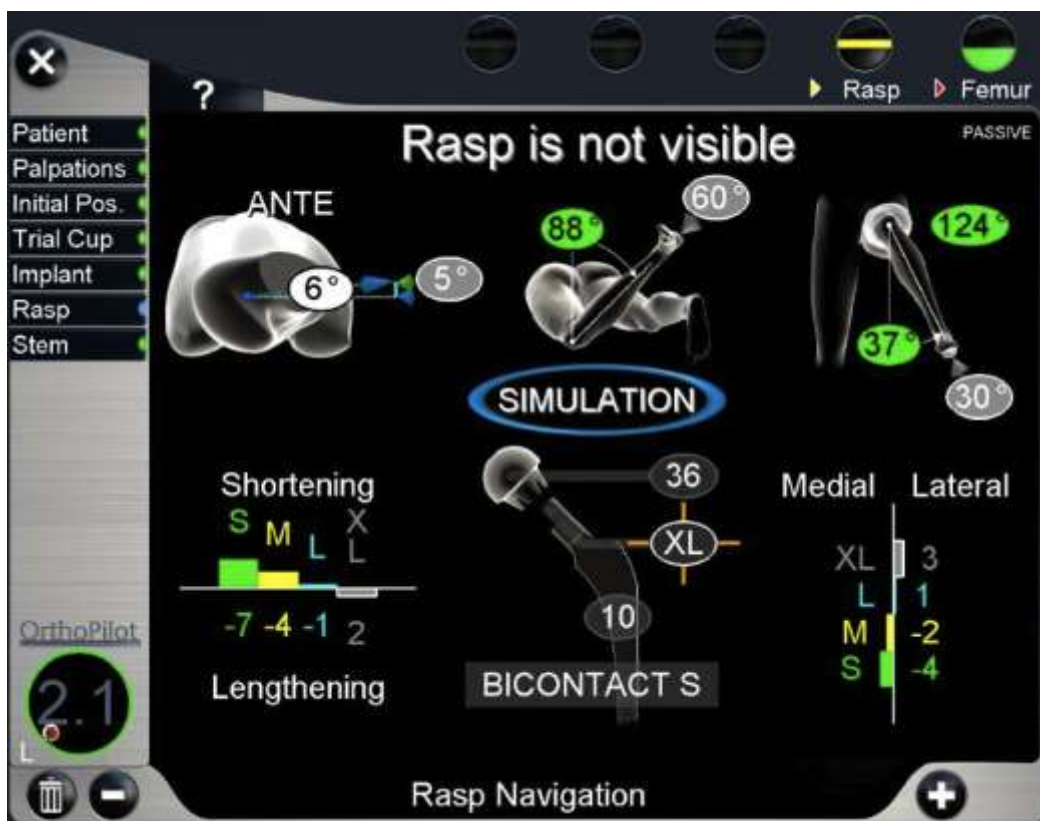 ×
?
Rasp
Femur
Rasp is not visible
PASSIVE
Patient
Palpations
Initial Pos.
Trial Cup
Implant
Rasp
Stem
ANTE
6°
5°
88°
60°
124°
37°
30°
SIMULATION
Shortening
S M L XL
-7 -4 -1 2
Lengthening
36
XL
10
BICONTACT S
Medial Lateral
XL 3
L 1
M -2
S -4
OrthoPilot
2.1
L
Rasp Navigation